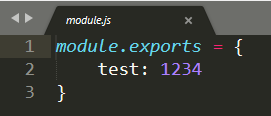 module.js
1 module.exports = {
2     test: 1234
3 }